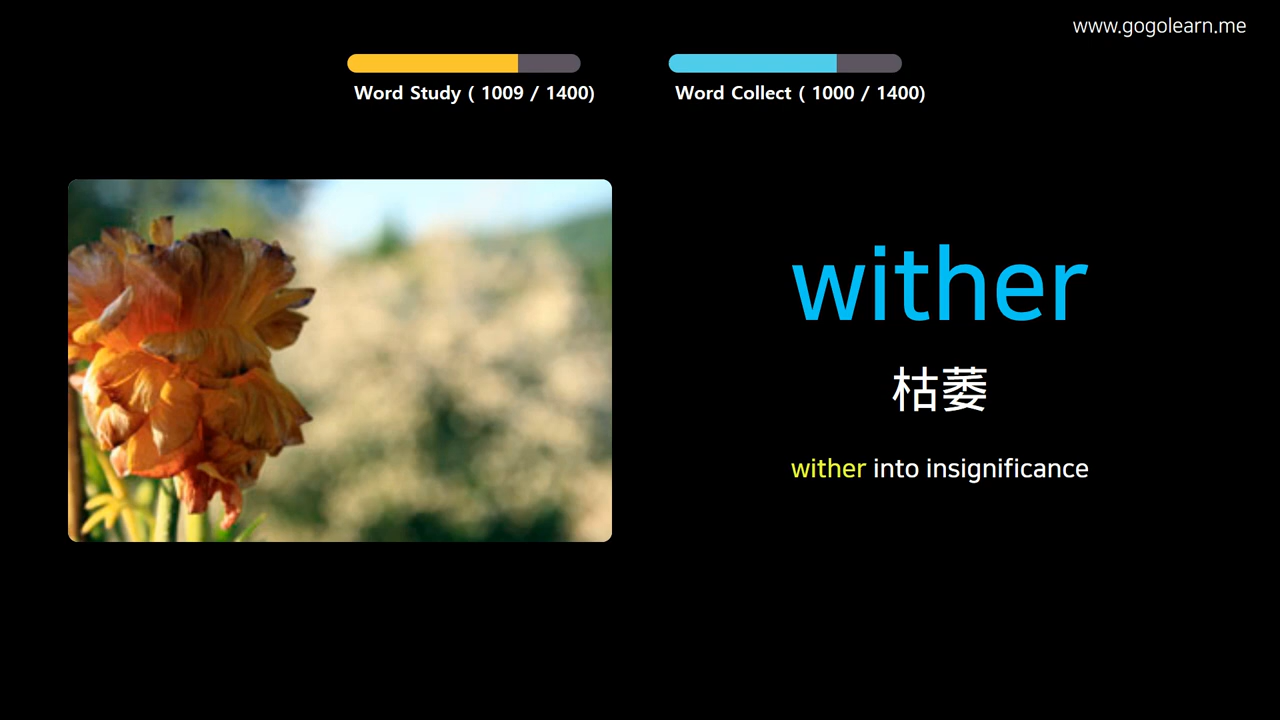 www.gogolearn.me
Word Study ( 1009 / 1400)
Word Collect ( 1000 / 1400)
wither
枯萎
wither into insignificance